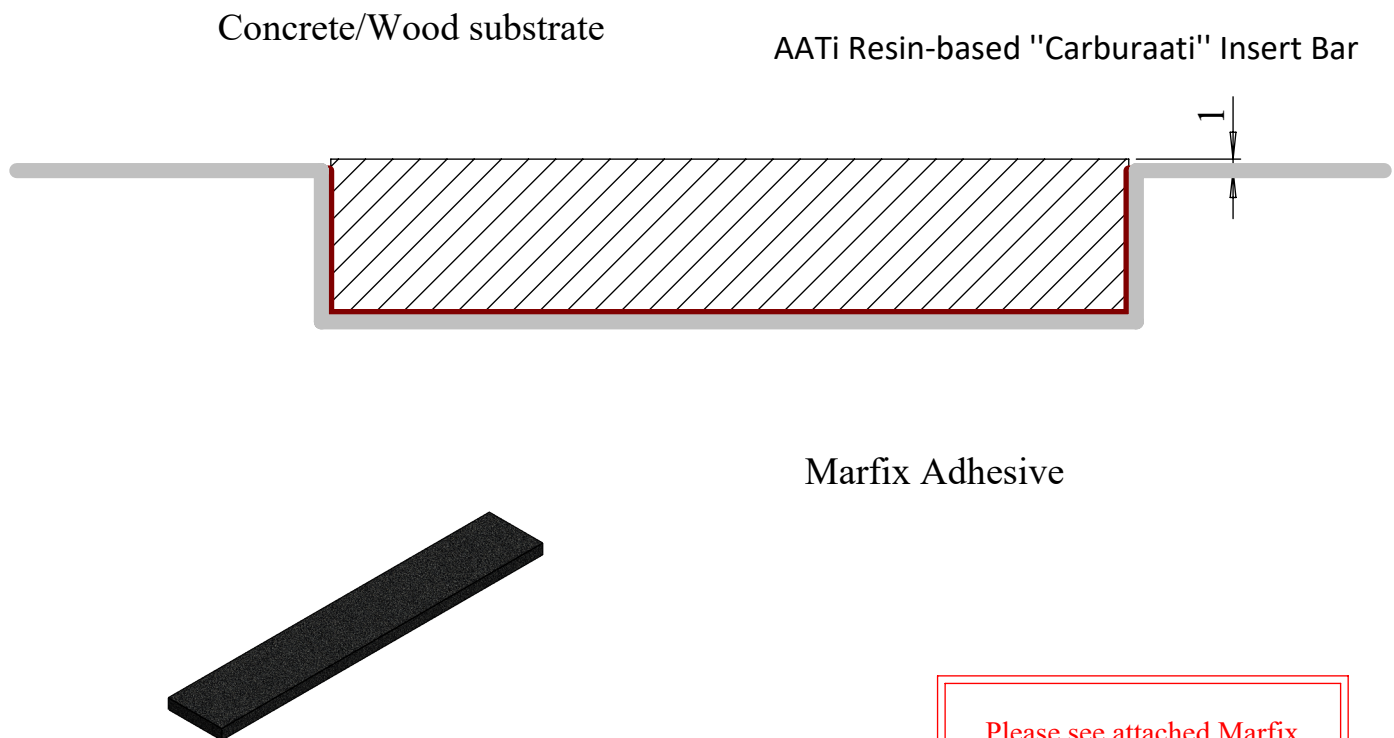 Concrete/Wood substrate
AATi Resin-based "Carburaati" Insert Bar
1
Marfix Adhesive
Please see attached Marfix